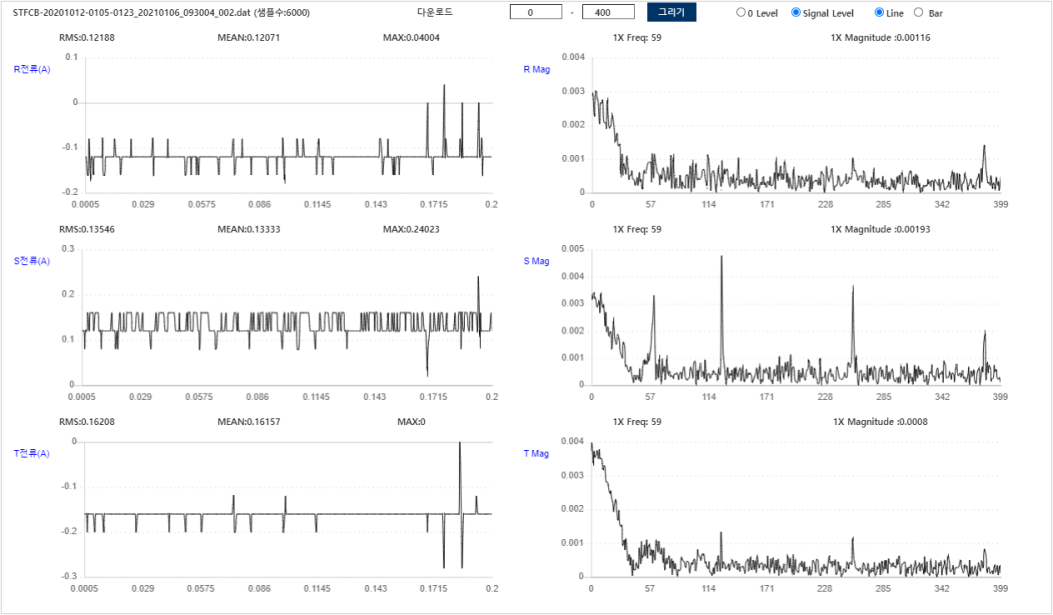 STFCB-20201012-0105-0123_20210106_093004_002.dat (샘플수:6000) 다운로드 0 - 400 그리기 0 Level Signal Level Line Bar
RMS:0.12188 MEAN:0.12071 MAX:0.04004 1X Freq: 59 1X Magnitude :0.00116
R전류(A)
0.1
0
-0.1
-0.2
0.0005 0.029 0.0575 0.086 0.1145 0.143 0.1715 0.2
R Mag
0.004
0.003
0.002
0.001
0
0 57 114 171 228 285 342 399
RMS:0.13546 MEAN:0.13333 MAX:0.24023 1X Freq: 59 1X Magnitude :0.00193
S전류(A)
0.3
0.2
0.1
0
0.0005 0.029 0.0575 0.086 0.1145 0.143 0.1715 0.2
S Mag
0.005
0.004
0.003
0.002
0.001
0
0 57 114 171 228 285 342 399
RMS:0.16208 MEAN:0.16157 MAX:0 1X Freq: 59 1X Magnitude :0.0008
T전류(A)
0
-0.1
-0.2
-0.3
0.0005 0.029 0.0575 0.086 0.1145 0.143 0.1715 0.2
T Mag
0.004
0.003
0.002
0.001
0
0 57 114 171 228 285 342 399